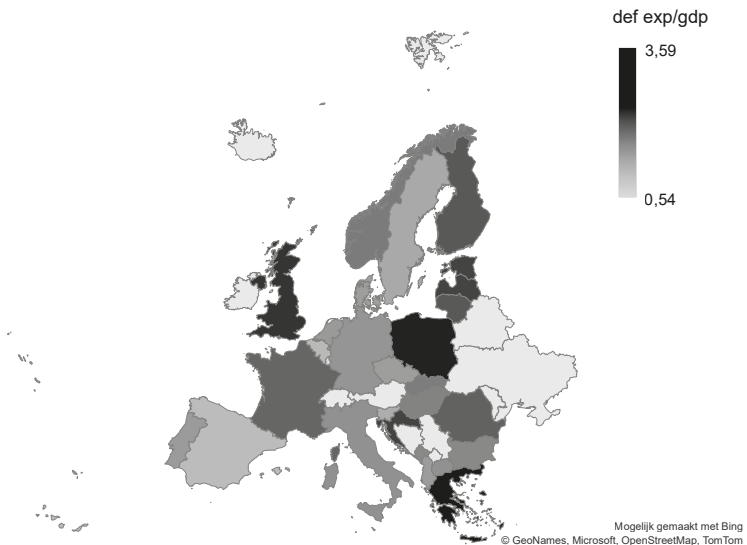 def exp/gdp
3,59
0,54
Mogelijk gemaakt met Bing
© GeoNames, Microsoft, OpenStreetMap, TomTom